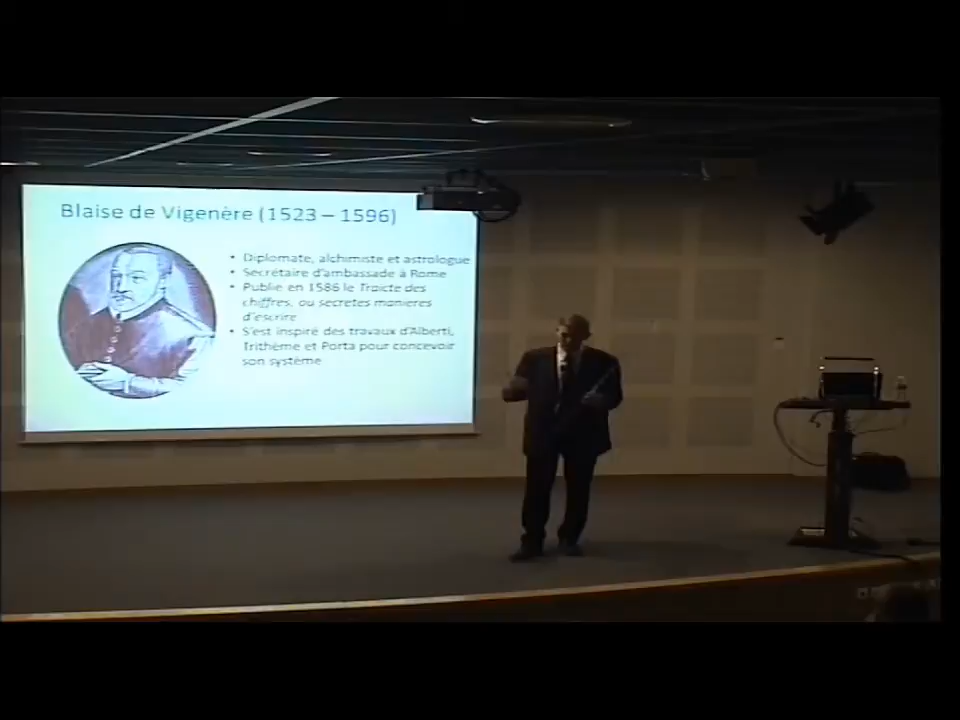 Blaise de Vigenère (1523 – 1596)
• Diplomate, alchimiste et astrologue
• Secrétaire d'ambassade à Rome
• Publie en 1586 le Traicte des
chiffres, ou secretes manieres
d'escrire
• S'est inspiré des travaux d'Alberti,
Trithème et Porta pour concevoir
son système